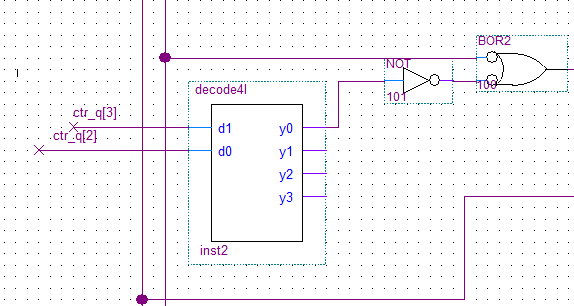 BOR2
NOT
100
decode4l
101
ctr_q[3]
d1 y0
ctr_q[2]
d0 y1
y2
y3
inst2